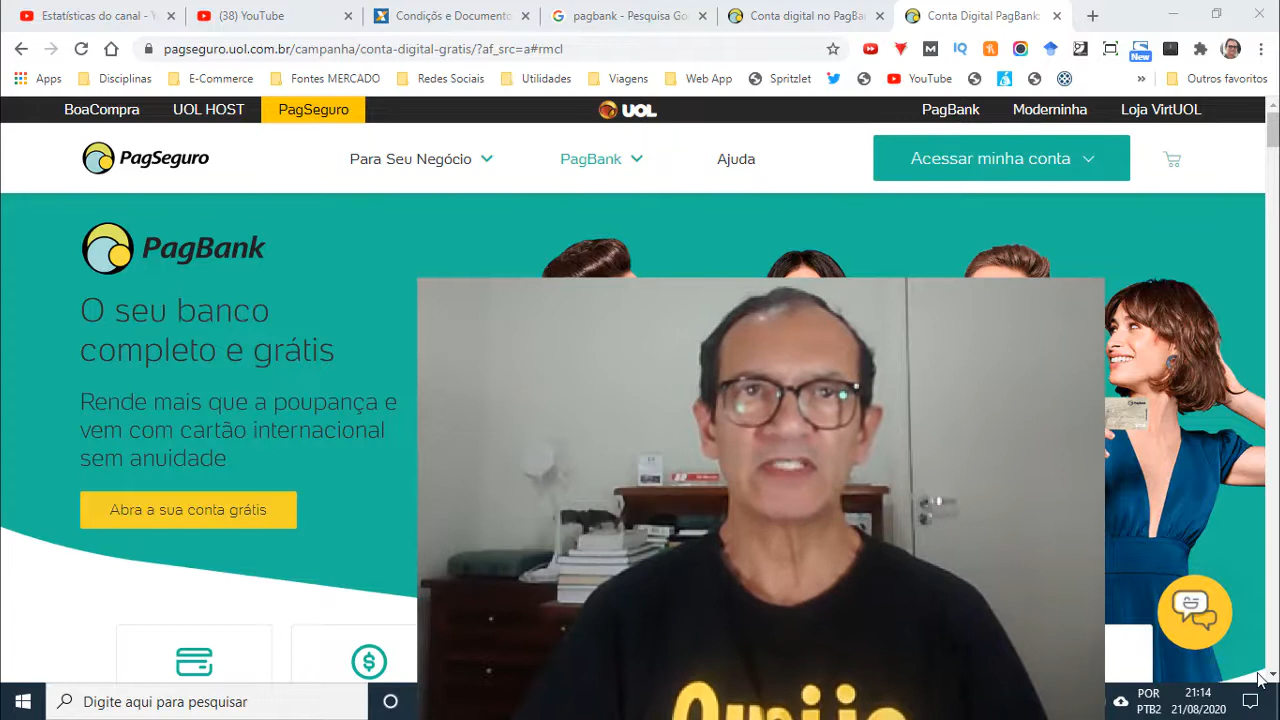 Estatísticas do canal - Y
(38) YouTube
Condiçõs e Documento
pagbank - Pesquisa Go
Conta digital no PagBan
Conta Digital PagBank:
pagseguro.uol.com.br/campanha/conta-digital-gratis/?af_src=a#rmcl
New
Apps Disciplinas E-Commerce Fontes MERCADO Redes Sociais Utilidades Viagens Web App Spritzlet YouTube » Outros favoritos
BoaCompra UOL HOST PagSeguro UOL PagBank Moderninha Loja VirtUOL
PagSeguro Para Seu Negócio PagBank Ajuda Acessar minha conta
PagBank
O seu banco
completo e grátis
Rende mais que a poupança e
vem com cartão internacional
sem anuidade
Abra a sua conta grátis
Digite aqui para pesquisar
POR
PTB2
21:14
21/08/2020